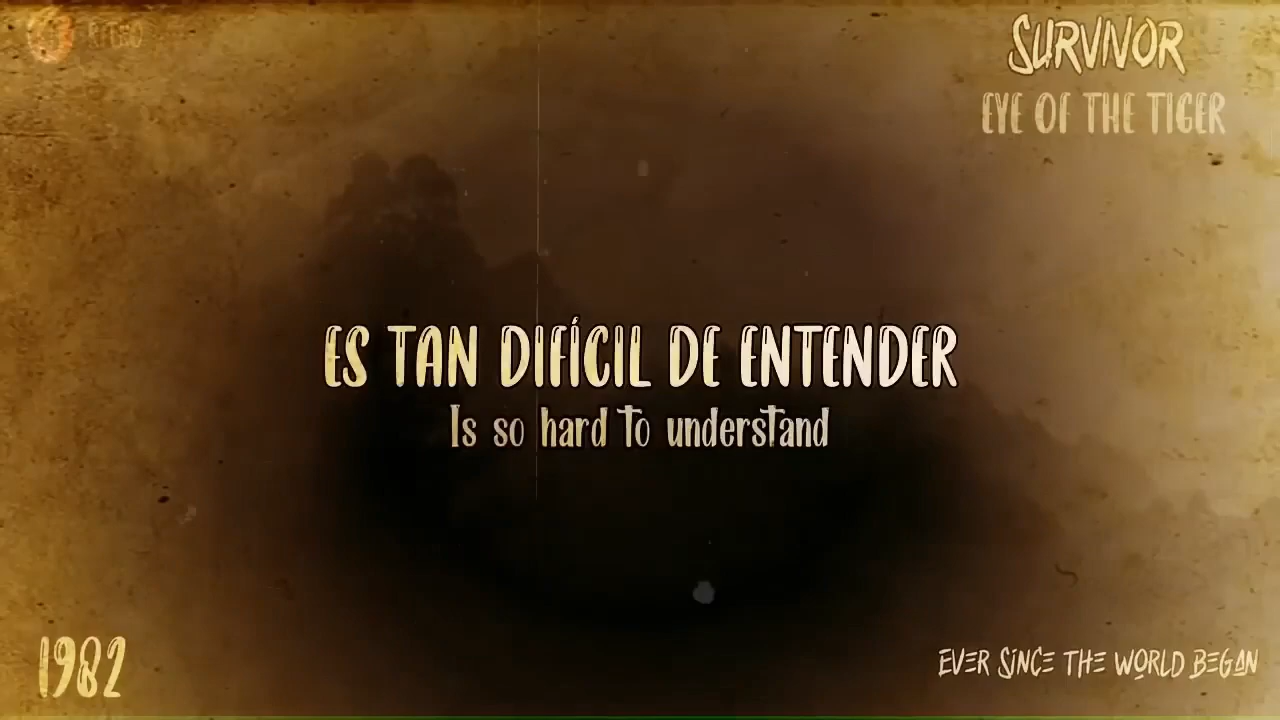 SURVIVOR
EYE OF THE TIGER
ES TAN DIFÍCIL DE ENTENDER
Is so hard to understand
1982
EVER SINCE THE WORLD BEGAN